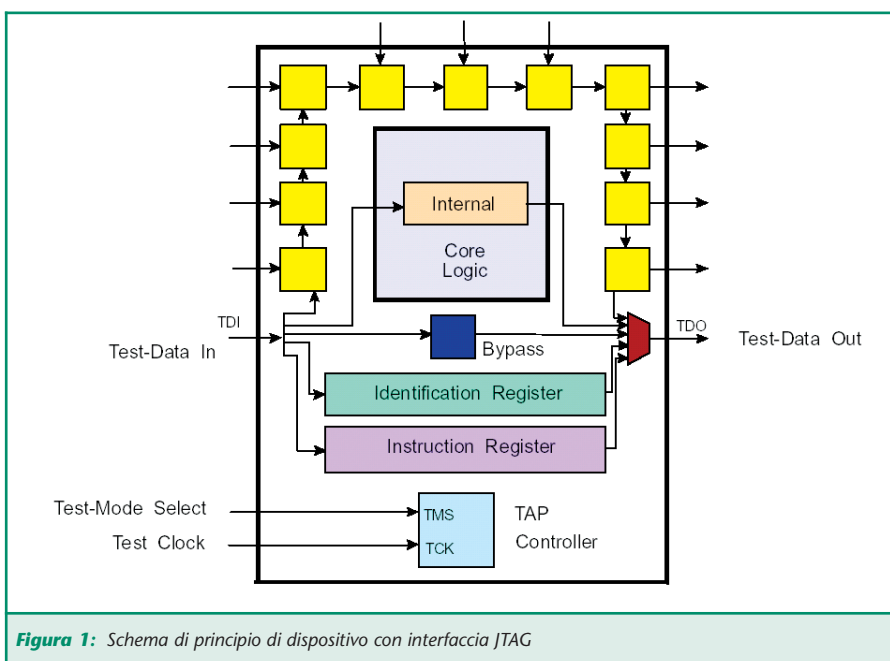 Internal
Core
Logic
TDI
Test-Data In
Bypass
TDO
Test-Data Out
Identification Register
Instruction Register
Test-Mode Select
TMS
TAP
Test Clock
TCK
Controller
Figura 1: Schema di principio di dispositivo con interfaccia JTAG